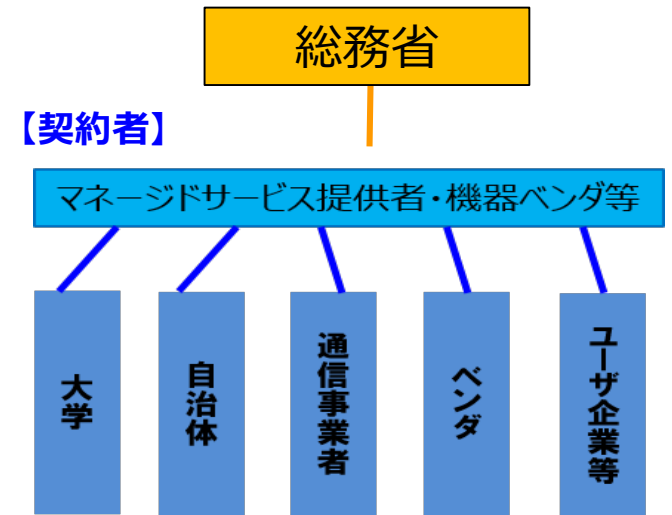 総務省
【契約者】
マネージドサービス提供者・機器ベンダ等
大学
自治体
通信事業者
ベンダ
ユーザ企業等